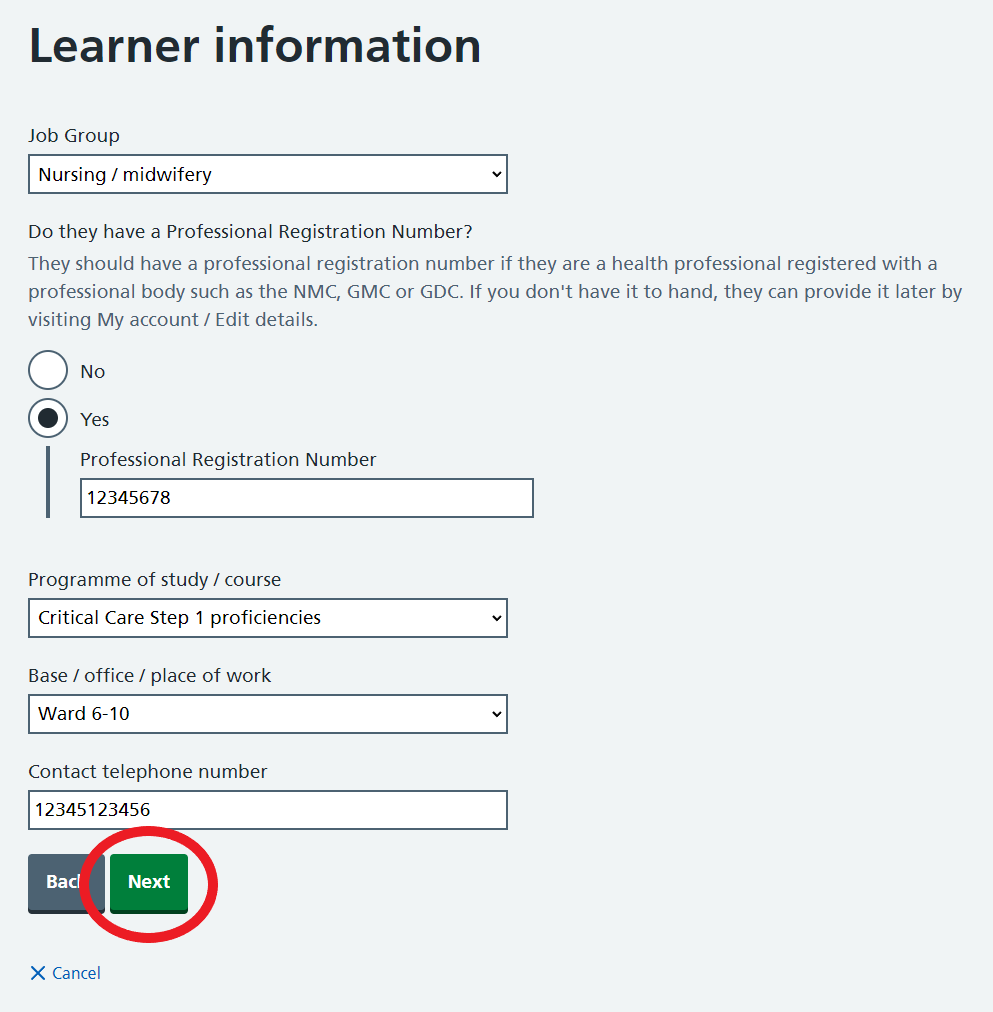 Learner information
Job Group
Nursing / midwifery
Do they have a Professional Registration Number?
They should have a professional registration number if they are a health professional registered with a
professional body such as the NMC, GMC or GDC. If you don't have it to hand, they can provide it later by
visiting My account / Edit details.
No
Yes
Professional Registration Number
12345678
Programme of study / course
Critical Care Step 1 proficiencies
Base / office / place of work
Ward 6-10
Contact telephone number
12345123456
Back Next
Cancel